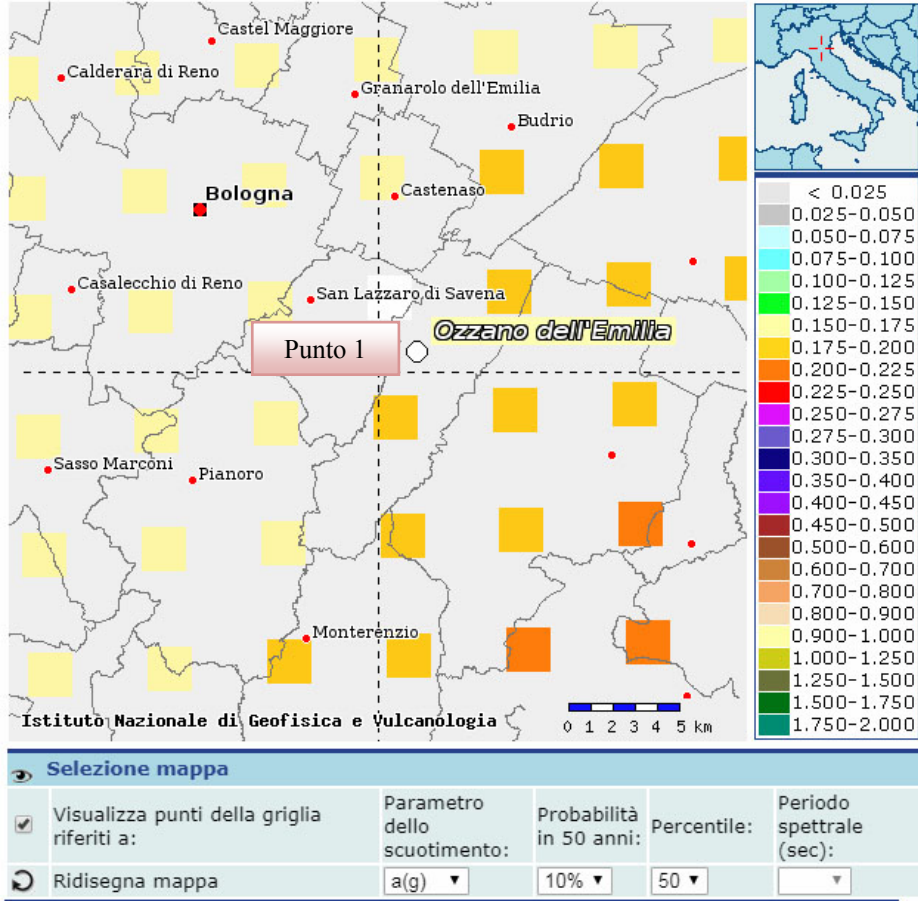 Castel Maggiore
Calderara di Reno
Granarolo dell'Emilia
Budrio
Bologna
Castenaso
Casalecchio di Reno
San Lazzaro di Savena
Ozzano dell'Emilia
Punto 1
Sasso Marconi
Pianoro
Monterenzio
Istituto Nazionale di Geofisica e Vulcanologia
0 1 2 3 4 5 km
< 0.025
0.025-0.050
0.050-0.075
0.075-0.100
0.100-0.125
0.125-0.150
0.150-0.175
0.175-0.200
0.200-0.225
0.225-0.250
0.250-0.275
0.275-0.300
0.300-0.350
0.350-0.400
0.400-0.450
0.450-0.500
0.500-0.600
0.600-0.700
0.700-0.800
0.800-0.900
0.900-1.000
1.000-1.250
1.250-1.500
1.500-1.750
1.750-2.000
Selezione mappa
Visualizza punti della griglia
riferiti a:
Parametro
dello
scuotimento:
Probabilità
in 50 anni:
Percentile:
Periodo
spettrale
(sec):
Ridisegna mappa
a(g)
10%
50